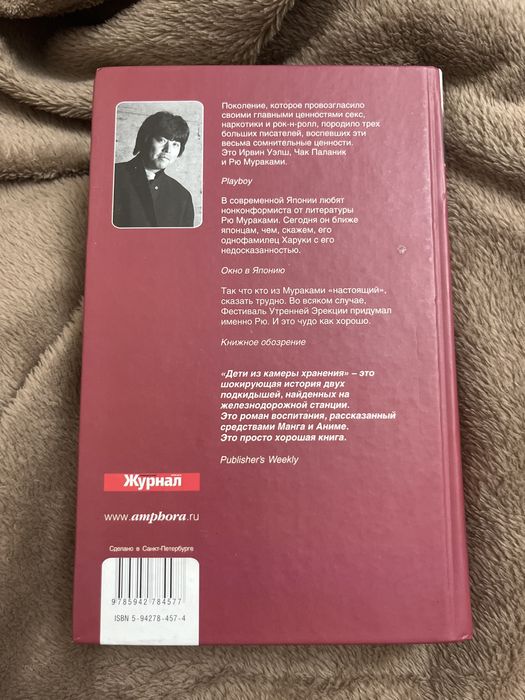 Поколение, которое провозгласило
своими главными ценностями секс,
наркотики и рок-н-ролл, породило трех
больших писателей, воспевших эти
весьма сомнительные ценности.
Это Ирвин Уэлш, Чак Паланик
и Рю Мураками.
Playboy
В современной Японии любят
нонконформиста от литературы
Рю Мураками. Сегодня он ближе
японцам, чем, скажем, его
однофамилец Харуки с его
недосказанностью.
Окно в Японию
Так что кто из Мураками «настоящий»,
сказать трудно. Во всяком случае,
Фестиваль Утренней Эрекции придумал
именно Рю. И это чудо как хорошо.
Книжное обозрение
«Дети из камеры хранения» – это
шокирующая история двух
подкидышей, найденных на
железнодорожной станции.
Это роман воспитания, рассказанный
средствами Манга и Аниме.
Это просто хорошая книга.
Publisher's Weekly
Журнал
www.amphora.ru
Сделано в Санкт-Петербурге
9 785942 784577
ISBN 5-94278-457-4